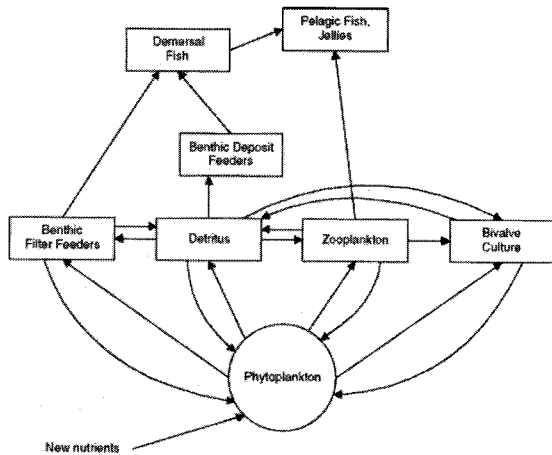 Pelagic Fish,
Jellies
Demersal
Fish
Benthic Deposit
Feeders
Benthic
Filter Feeders
Detritus
Zooplankton
Bivalve
Culture
Phytoplankton
New nutrients